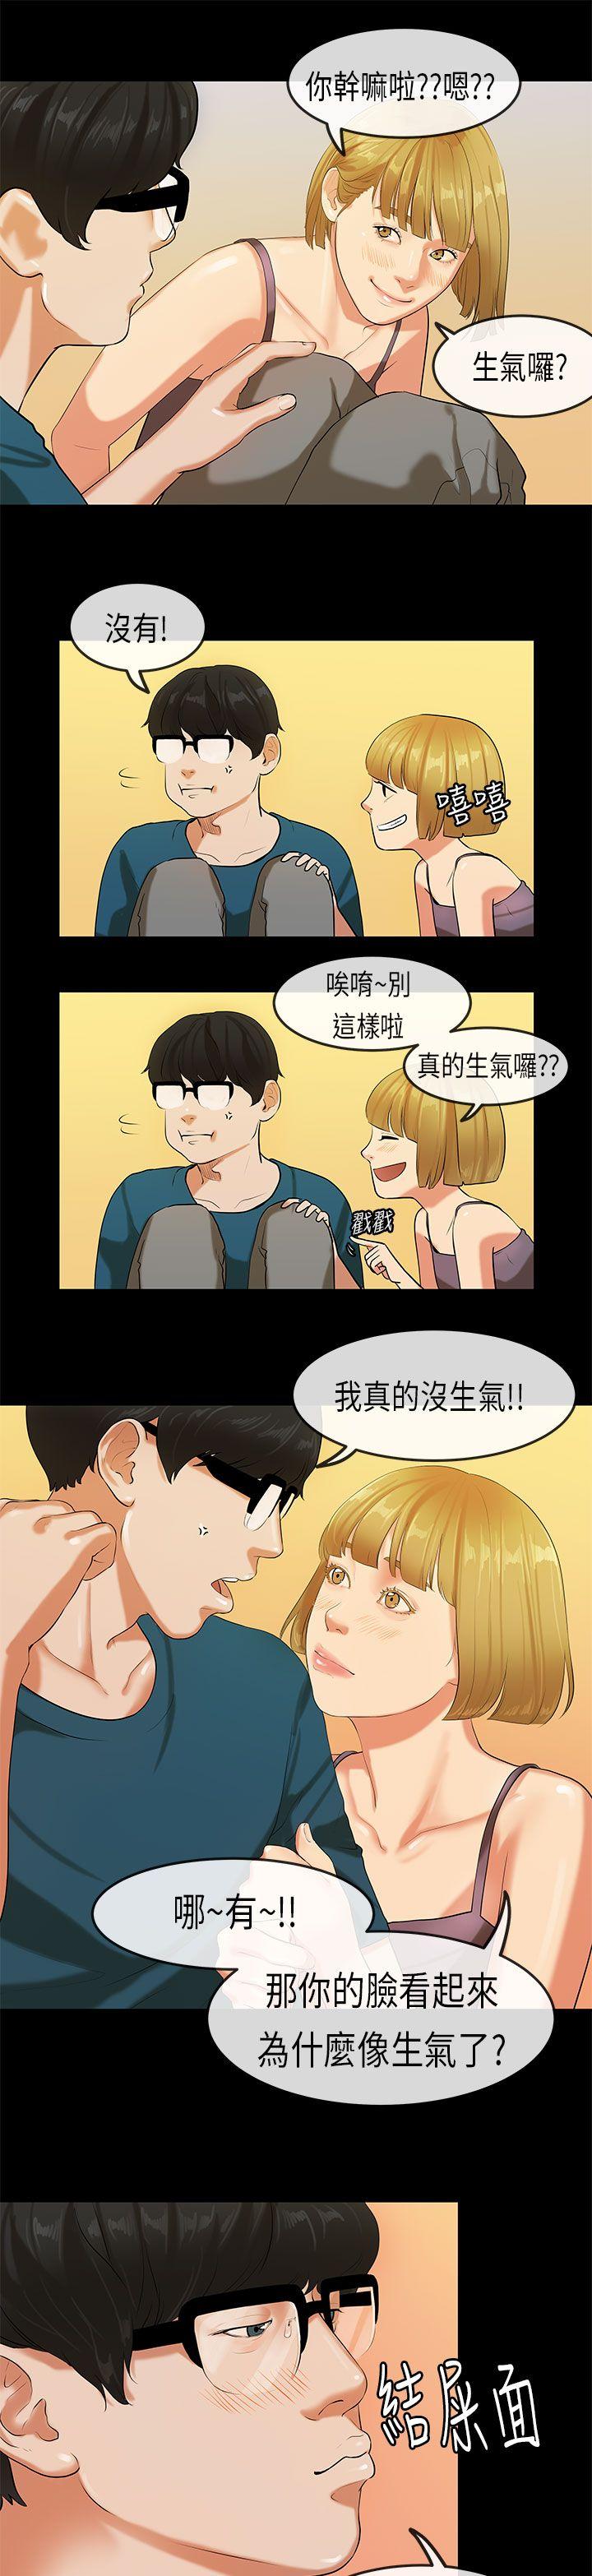 你幹嘛啦??嗯??
生氣囉?
沒有!
嘻嘻
唉唷~別
這樣啦
真的生氣囉??
戳戳
我真的沒生氣!!
哪~有~!!
那你的臉看起來
為什麼像生氣了?
結屎面